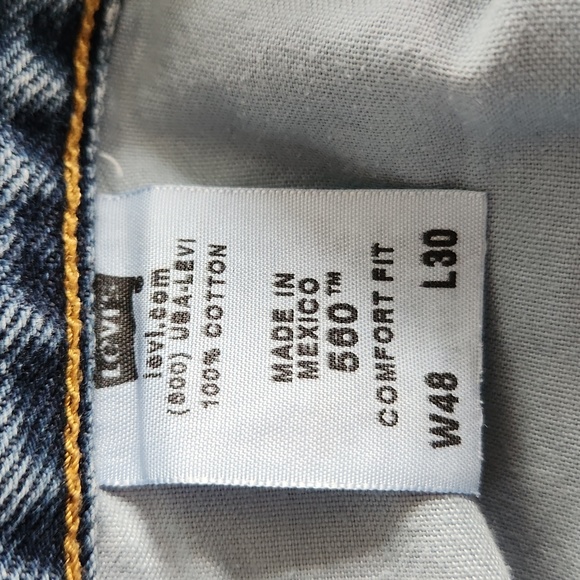 Levi's
levi.com
(800) USA-LEVI
100% COTTON
MADE IN
MEXICO
560™
COMFORT FIT
W48 L30